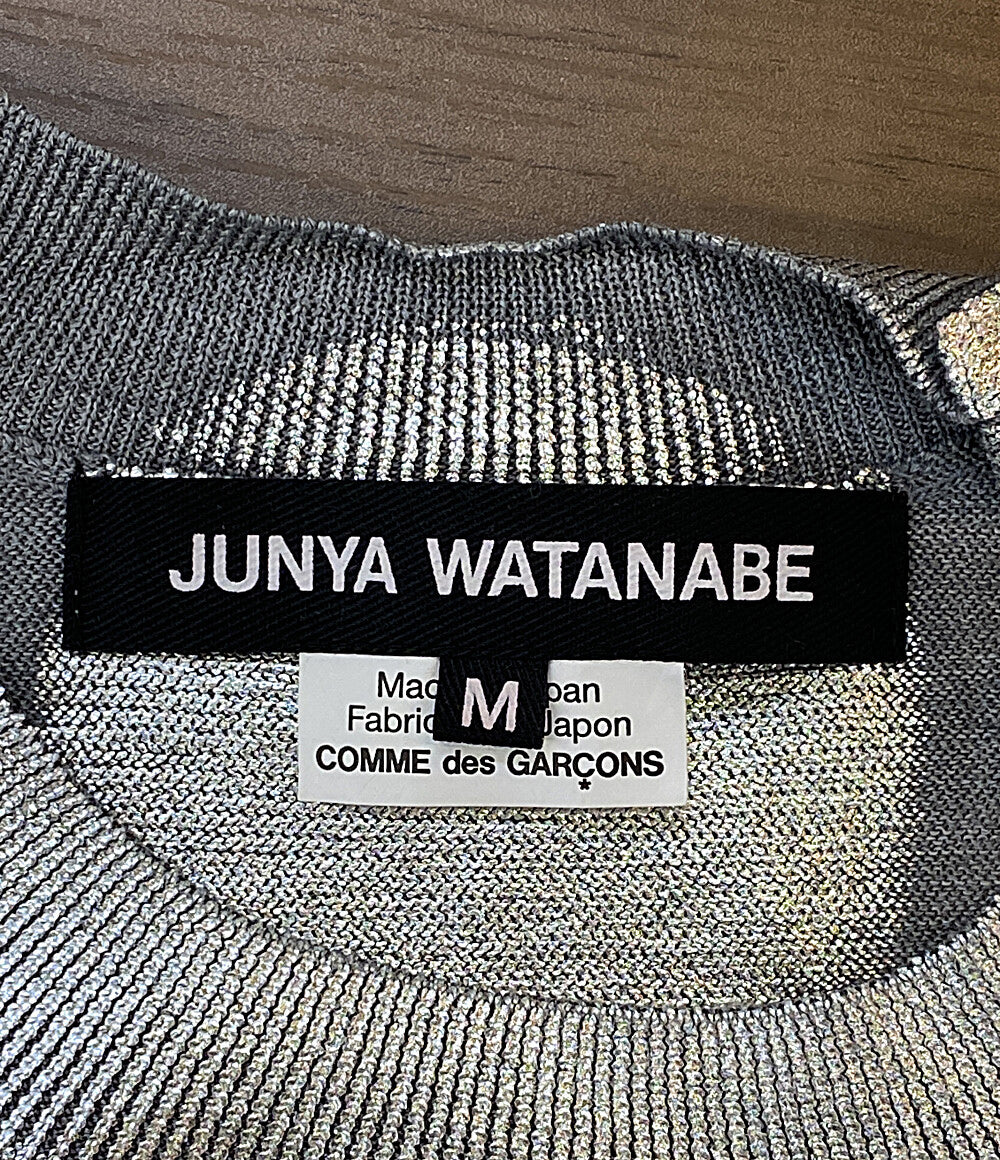 JUNYA WATANABE
M
Mad pan
Fabric Japon
COMME des GARÇONS
*